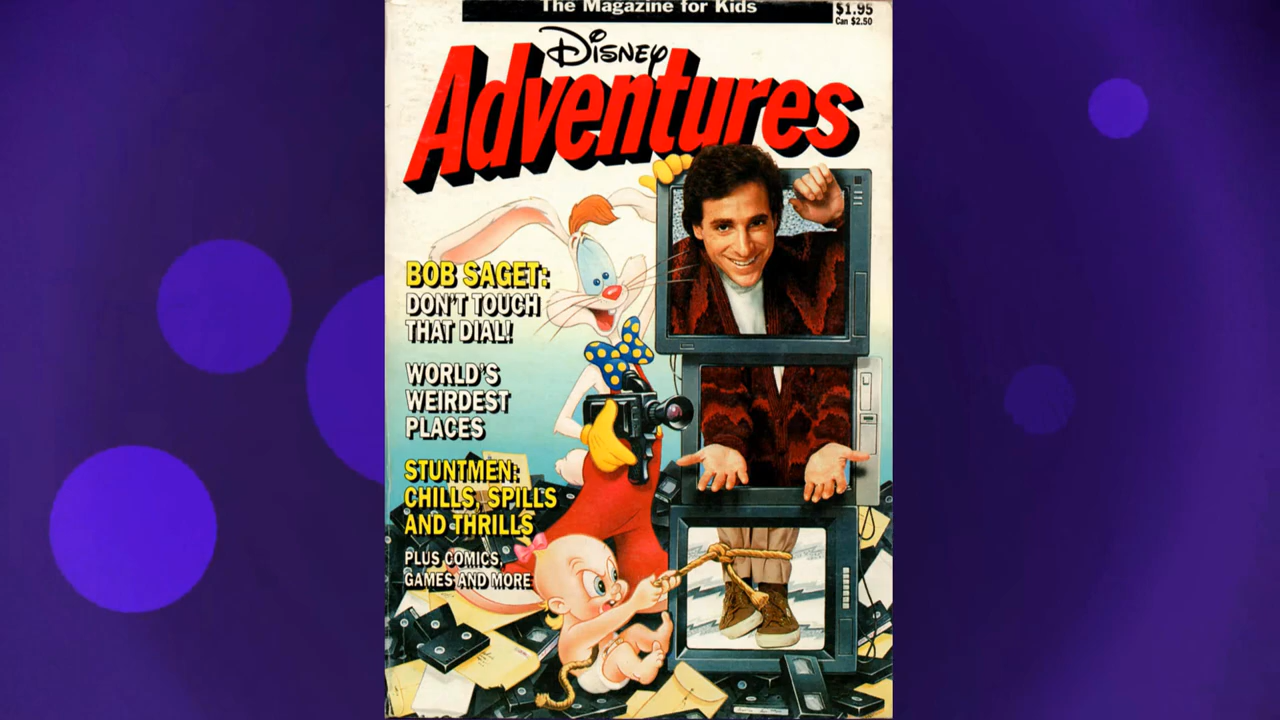 The Magazine for Kids™
$1.95
Can $2.50
Disney
Adventures
BOB SAGET:
DON'T TOUCH
THAT DIAL!
WORLD'S
WEIRDEST
PLACES
STUNTMEN:
CHILLS, SPILLS
AND THRILLS
PLUS COMICS,
GAMES AND MORE